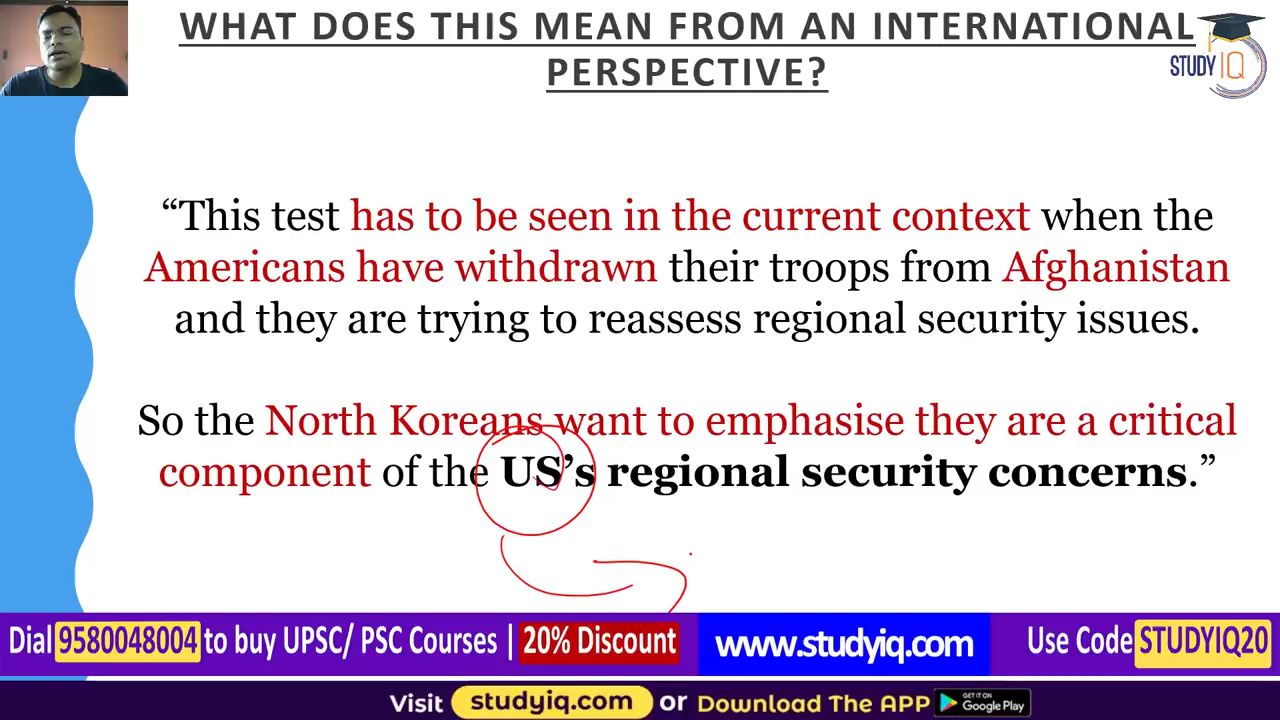 WHAT DOES THIS MEAN FROM AN INTERNATIONAL
PERSPECTIVE?
STUDY IQ
“This test has to be seen in the current context when the
Americans have withdrawn their troops from Afghanistan
and they are trying to reassess regional security issues.
So the North Koreans want to emphasise they are a critical
component of the US’s regional security concerns.”
Dial 9580048004 to buy UPSC/ PSC Courses | 20% Discount
www.studyiq.com
Use Code STUDYIQ20
Visit studyiq.com or Download The APP GET IT ON Google Play